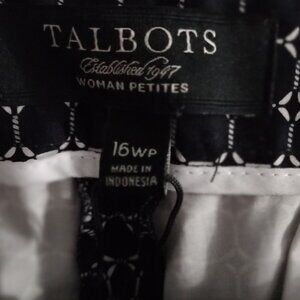 TALBOTS
Established 1947
WOMAN PETITES
16WP
MADE IN
INDONESIA